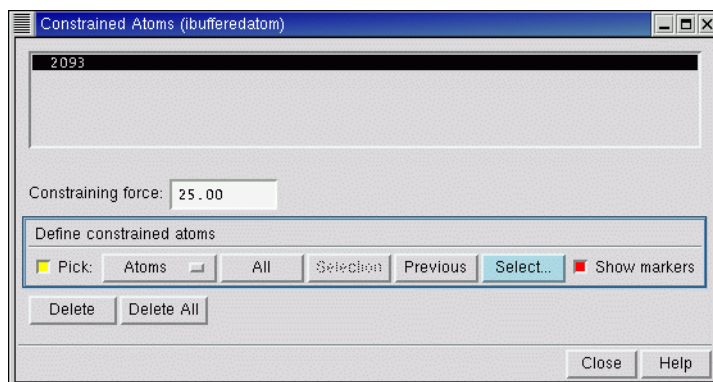 Constrained Atoms (ibufferedatom)
2093
Constraining force: 25.00
Define constrained atoms
Pick: Atoms All Selection Previous Select... Show markers
Delete Delete All
Close Help